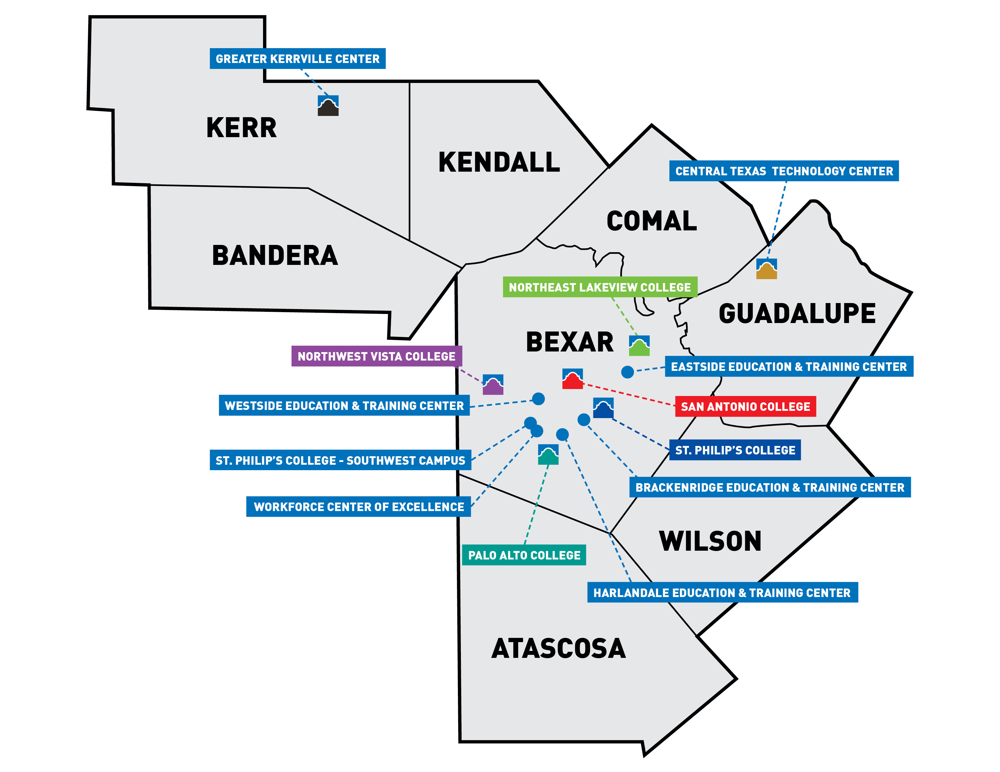 GREATER KERRVILLE CENTER
KERR
KENDALL
CENTRAL TEXAS  TECHNOLOGY CENTER
COMAL
BANDERA
NORTHEAST LAKEVIEW COLLEGE
GUADALUPE
BEXAR
NORTHWEST VISTA COLLEGE
EASTSIDE EDUCATION & TRAINING CENTER
WESTSIDE EDUCATION & TRAINING CENTER
SAN ANTONIO COLLEGE
ST. PHILIP’S COLLEGE
ST. PHILIP’S COLLEGE - SOUTHWEST CAMPUS
BRACKENRIDGE EDUCATION & TRAINING CENTER
WORKFORCE CENTER OF EXCELLENCE
WILSON
PALO ALTO COLLEGE
HARLANDALE EDUCATION & TRAINING CENTER
ATASCOSA